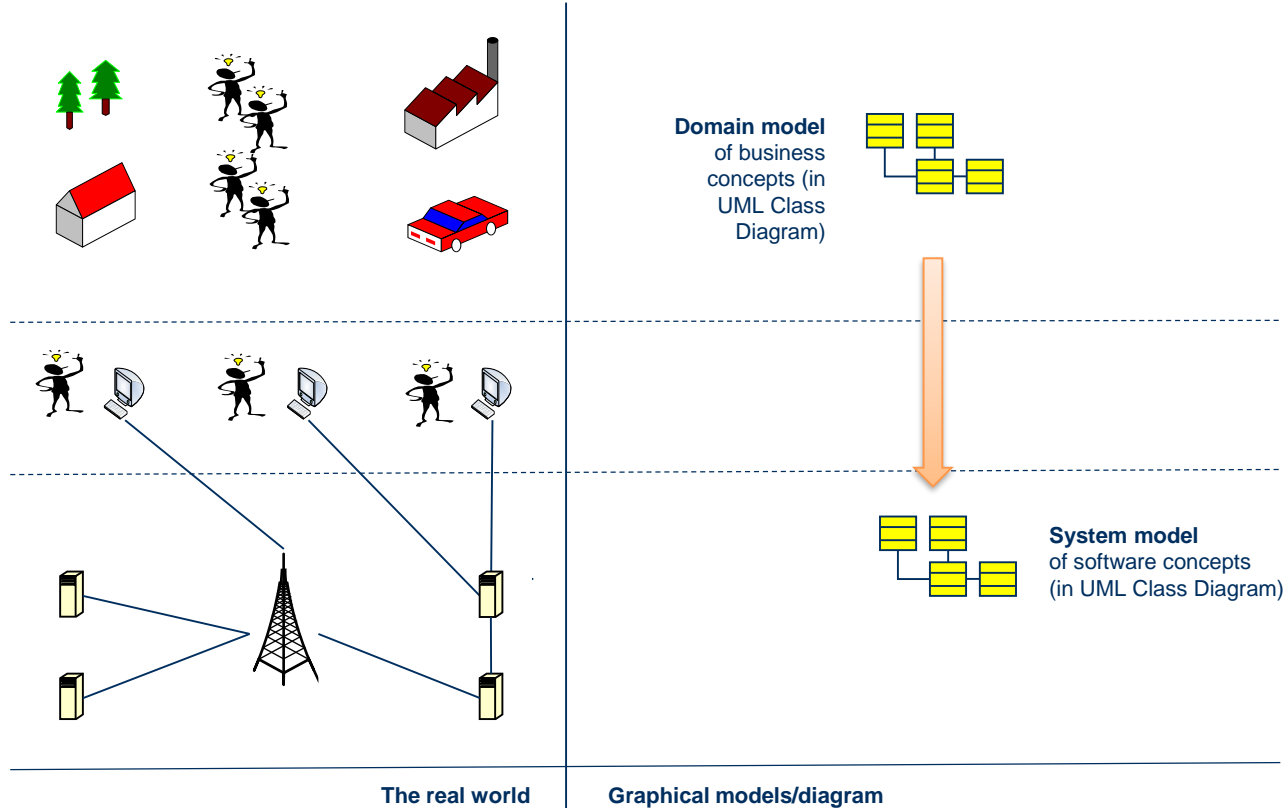 Domain model
of business
concepts (in
UML Class
Diagram)
System model
of software concepts
(in UML Class Diagram)
The real world
Graphical models/diagram